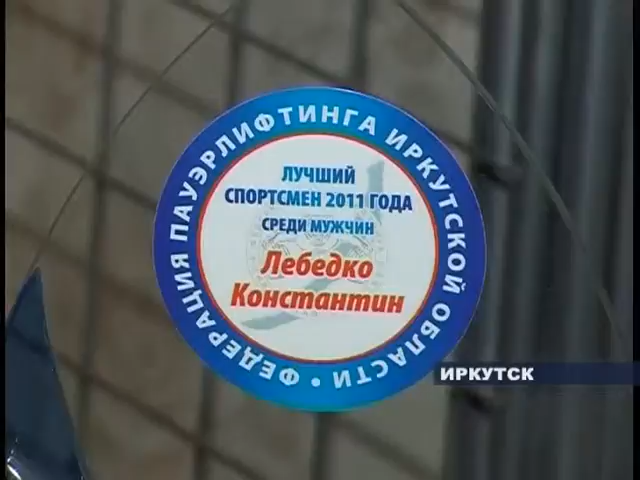 ФЕДЕРАЦИЯ ПАУЭРЛИФТИНГА ИРКУТСКОЙ ОБЛАСТИ •
ЛУЧШИЙ
СПОРТСМЕН 2011 ГОДА
СРЕДИ МУЖЧИН
Лебедко
Константин
ИРКУТСК